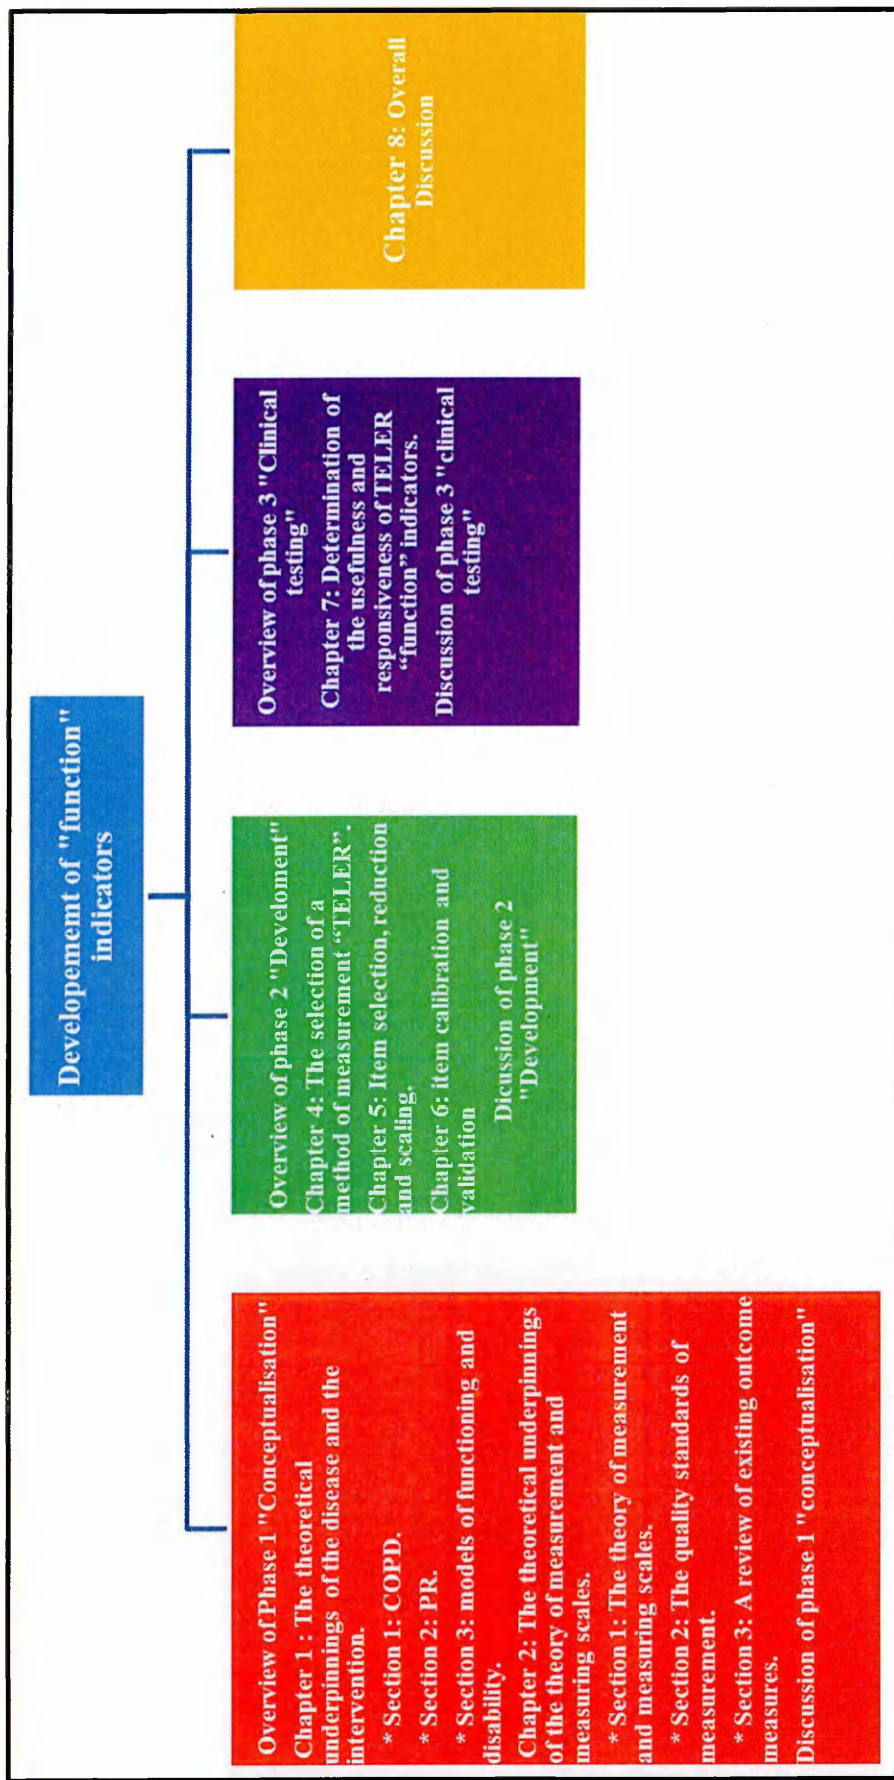 Developememt of "function"
indicators
Overview of Phase 1 "Conceptualisation"
Chapter 1 : The theoretical
underpinnings of the disease and the
intervention.
* Section 1: COPD.
* Section 2: PR.
* Section 3: models of functioning and
disability.
Chapter 2: The theoretical underpinnings
of the theory of measurement and
measuring scales.
* Section 1: The theory of measurement
and measuring scales.
* Section 2: The quality standards of
measurement.
* Section 3: A review of existing outcome
measures.
Discussion of phase 1 "conceptualisation"
Overview of phase 2 "Develoment"
Chapter 4: The selection of a
method of measurement “TELER”.
Chapter 5: Item selection, reduction
and scaling.
Chapter 6: item calibration and
validation
Dicussion of phase 2
"Development"
Overview of phase 3 "Clinical
testing"
Chapter 7: Determination of
the usefulness and
responsiveness of TELER
“function” indicators.
Discussion of phase 3 "clinical
testing"
Chapter 8: Overall
Discussion